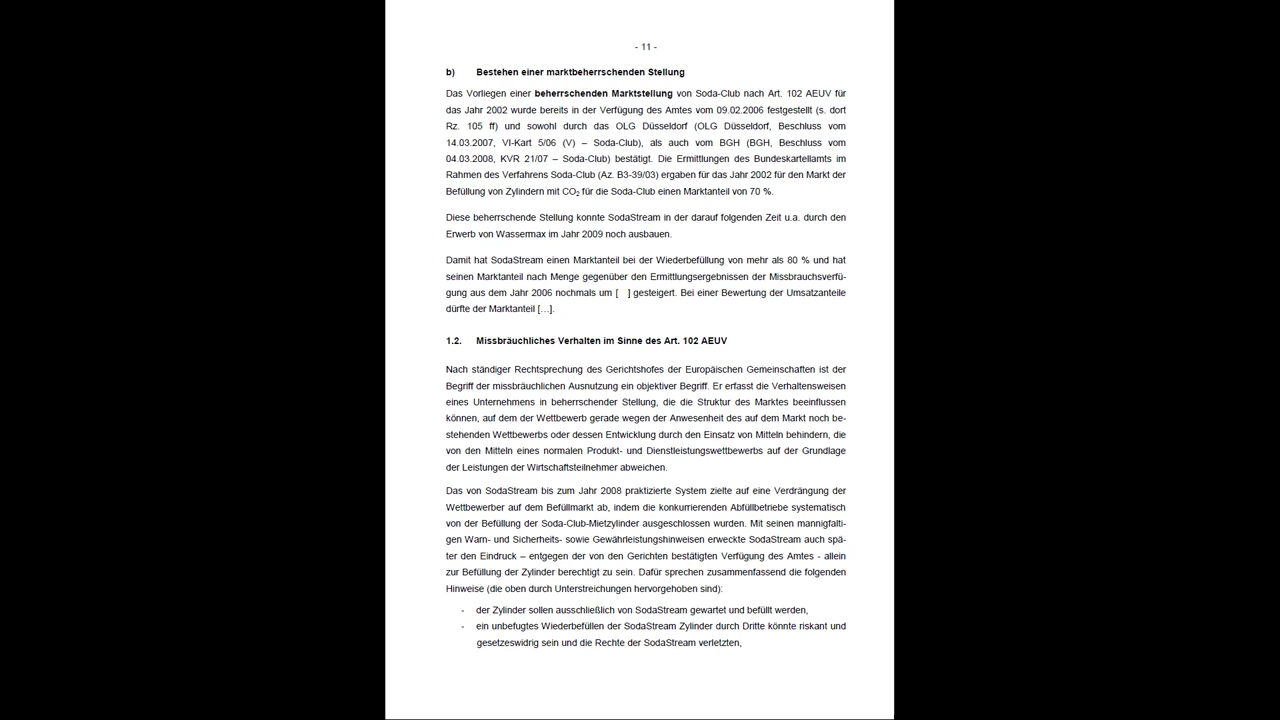 - 11 -
b) Bestehen einer marktbeherrschenden Stellung
Das Vorliegen einer beherrschenden Marktstellung von Soda-Club nach Art. 102 AEUV für
das Jahr 2002 wurde bereits in der Verfügung des Amtes vom 09.02.2006 festgestellt (s. dort
Rz. 105 ff) und sowohl durch das OLG Düsseldorf (OLG Düsseldorf, Beschluss vom
14.03.2007, VI-Kart 5/06 (V) – Soda-Club), als auch vom BGH (BGH, Beschluss vom
04.03.2008, KVR 21/07 – Soda-Club) bestätigt. Die Ermittlungen des Bundeskartellamts im
Rahmen des Verfahrens Soda-Club (Az. B3-39/03) ergaben für das Jahr 2002 für den Markt der
Befüllung von Zylindern mit CO₂ für die Soda-Club einen Marktanteil von 70 %.
Diese beherrschende Stellung konnte SodaStream in der darauf folgenden Zeit u.a. durch den
Erwerb von Wassermax im Jahr 2009 noch ausbauen.
Damit hat SodaStream einen Marktanteil bei der Wiederbefüllung von mehr als 80 % und hat
seinen Marktanteil nach Menge gegenüber den Ermittlungsergebnissen der Missbrauchsverfü-
gung aus dem Jahr 2006 nochmals um [ ] gesteigert. Bei einer Bewertung der Umsatzanteile
dürfte der Marktanteil [...].
1.2. Missbräuchliches Verhalten im Sinne des Art. 102 AEUV
Nach ständiger Rechtsprechung des Gerichtshofes der Europäischen Gemeinschaften ist der
Begriff der missbräuchlichen Ausnutzung ein objektiver Begriff. Er erfasst die Verhaltensweisen
eines Unternehmens in beherrschender Stellung, die die Struktur des Marktes beeinflussen
können, auf dem der Wettbewerb gerade wegen der Anwesenheit des auf dem Markt noch be-
stehenden Wettbewerbs oder dessen Entwicklung durch den Einsatz von Mitteln behindern, die
von den Mitteln eines normalen Produkt- und Dienstleistungswettbewerbs auf der Grundlage
der Leistungen der Wirtschaftsteilnehmer abweichen.
Das von SodaStream bis zum Jahr 2008 praktizierte System zielte auf eine Verdrängung der
Wettbewerber auf dem Befüllmarkt ab, indem die konkurrierenden Abfüllbetriebe systematisch
von der Befüllung der Soda-Club-Mietzylinder ausgeschlossen wurden. Mit seinen mannigfalti-
gen Warn- und Sicherheits- sowie Gewährleistungshinweisen erweckte SodaStream auch spä-
ter den Eindruck – entgegen der von den Gerichten bestätigten Verfügung des Amtes - allein
zur Befüllung der Zylinder berechtigt zu sein. Dafür sprechen zusammenfassend die folgenden
Hinweise (die oben durch Unterstreichungen hervorgehoben sind):
- der Zylinder sollen ausschließlich von SodaStream gewartet und befüllt werden,
- ein unbefugtes Wiederbefüllen der SodaStream Zylinder durch Dritte könnte riskant und
gesetzeswidrig sein und die Rechte der SodaStream verletzten,